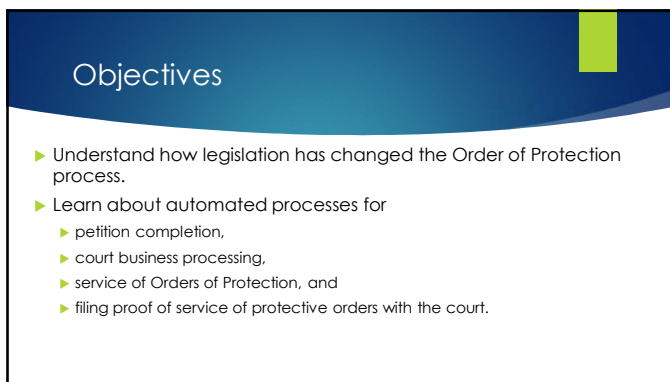 Objectives
Understand how legislation has changed the Order of Protection
process.
Learn about automated processes for
petition completion,
court business processing,
service of Orders of Protection, and
filing proof of service of protective orders with the court.